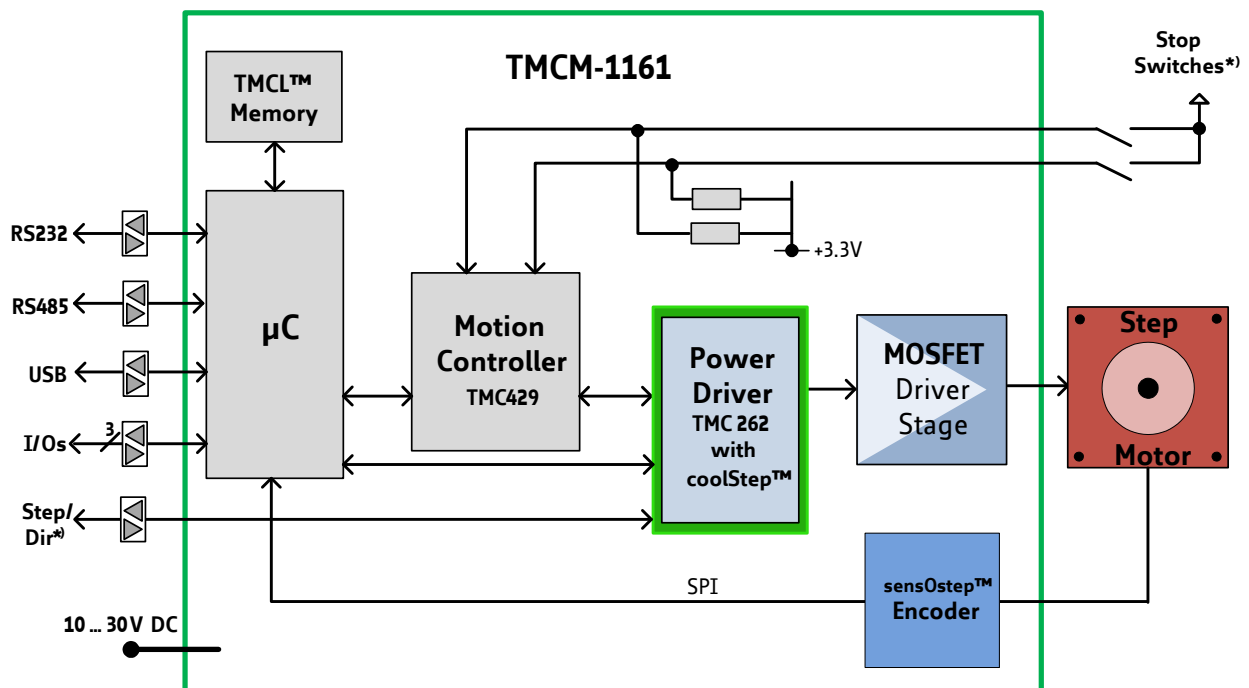 TMCM-1161
Stop
Switches*)
TMCL™
Memory
+3.3V
RS232
RS485
USB
3
I/Os
Step/
Dir*)
µC
Motion
Controller
TMC429
Power
Driver
TMC 262
with
coolStep™
MOSFET
Driver
Stage
Step
Motor
SPI
sensOstep™
Encoder
10 ... 30V DC